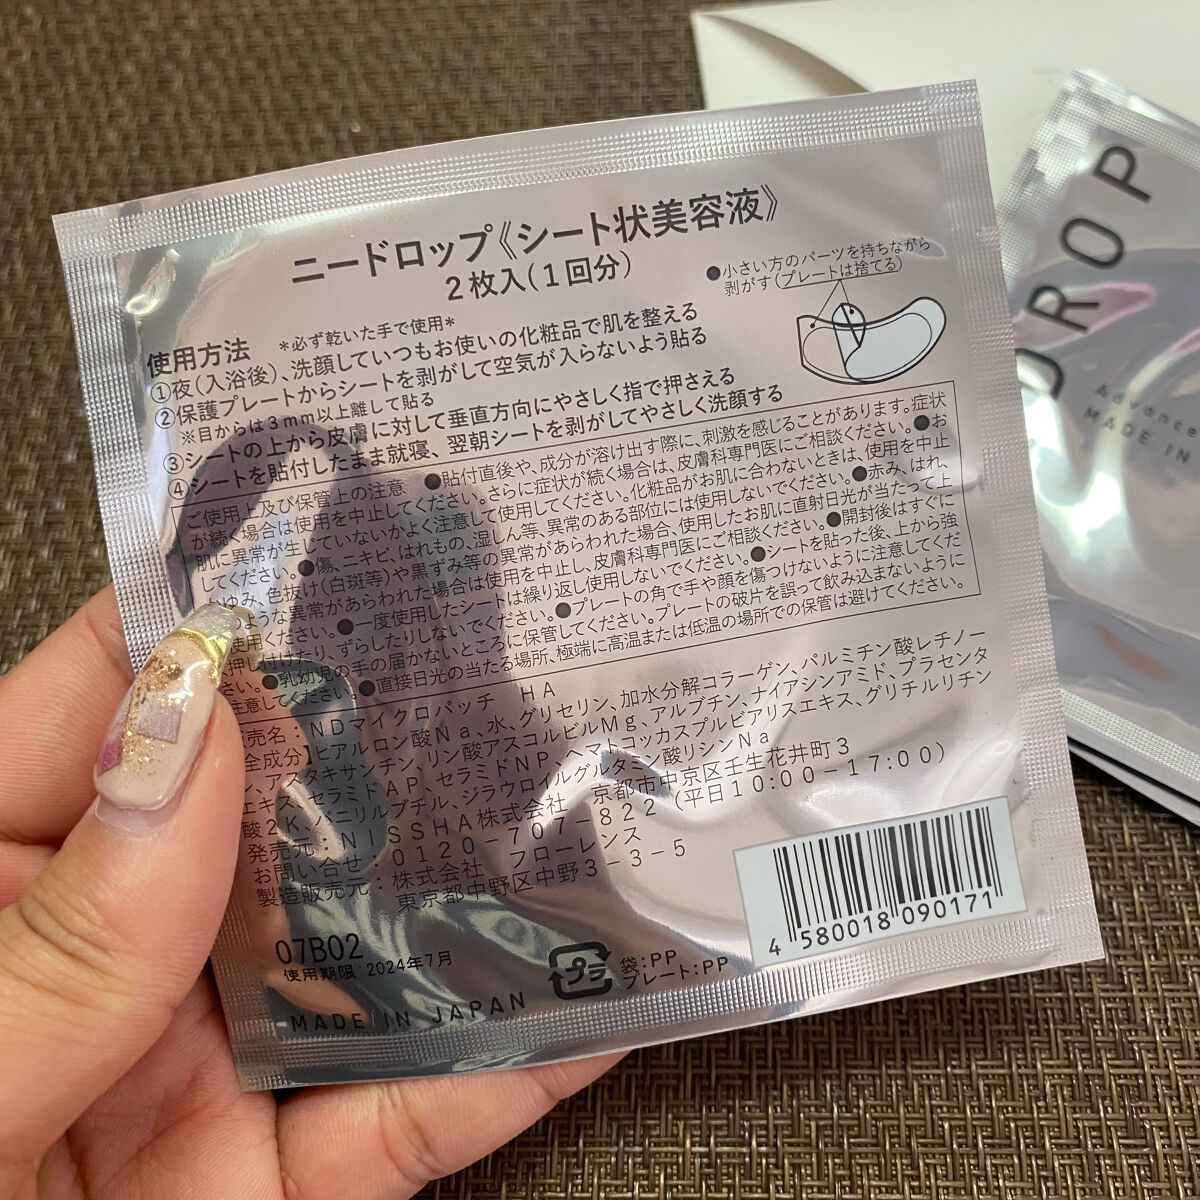 ニードロップ《シート状美容液》
2枚入(1回分)
使用方法 *必ず乾いた手で使用*
①夜(入浴後)、洗顔していつもお使いの化粧品で肌を整える
②保護プレートからシートを剥がして空気が入らないよう貼る
※目からは3mm以上離して貼る
③シートの上から皮膚に対して垂直方向にやさしく指で押さえる
④シートを貼付したまま就寝、翌朝シートを剥がしてやさしく洗顔する
●小さい方のパーツを持ちながら
剥がす(プレートは捨てる)
ご使用上及び保管上の注意 ●貼付直後や、成分が溶け出す際に、刺激を感じることがあります。症状
が続く場合は使用を中止してください。さらに症状が続く場合は、皮膚科専門医にご相談ください。●お
肌に異常が生じていないかよく注意して使用してください。化粧品がお肌に合わないときは、使用を中止
してください。●傷、ニキビ、はれもの、湿しん等、異常のある部位には使用しないでください。●赤み、はれ、
ゆみ、色抜け(白斑等)や黒ずみ等の異常があらわれた場合、使用したお肌に直射日光が当たって上
のような異常があらわれた場合は使用を中止し、皮膚科専門医にご相談ください。●開封後はすぐに
使用ください。●一度使用したシートは繰り返し使用しないでください。●シートを貼った後、上から強
く押し付けたり、ずらしたりしないでください。●プレートの角で手や顔を傷つけないように注意してくだ
さい。●乳幼児の手の届かないところに保管してください。プレートの破片を誤って飲み込まないように
注意してください。●直接日光の当たる場所、極端に高温または低温の場所での保管は避けてください。
売名:NDマイクロパッチ HA
全成分】ヒアルロン酸Na、水、グリセリン、加水分解コラーゲン、パルミチン酸レチノー
、アスタキサンチン、リン酸アスコルビルMg、アルブチン、ナイアシンアミド、プラセンタ
エキス、セラミドAP、セラミドNP、ヘマトコッカスプルビアリスエキス、グリチルリチン
酸2K、バニリルブチル、ジラウロイルグルタミン酸リシンNa
発売元:NISSHA株式会社 京都市中京区壬生花井町3
お問い合せ:0120-707-822(平日10:00-17:00)
製造販売元:株式会社 フローレンス
東京都中野区中野3-3-5
07B02
使用期限:2024年7月
MADE IN JAPAN
プラ
袋:PP
プレート:PP
4 580018 090171
DROP
Advance
MADE IN